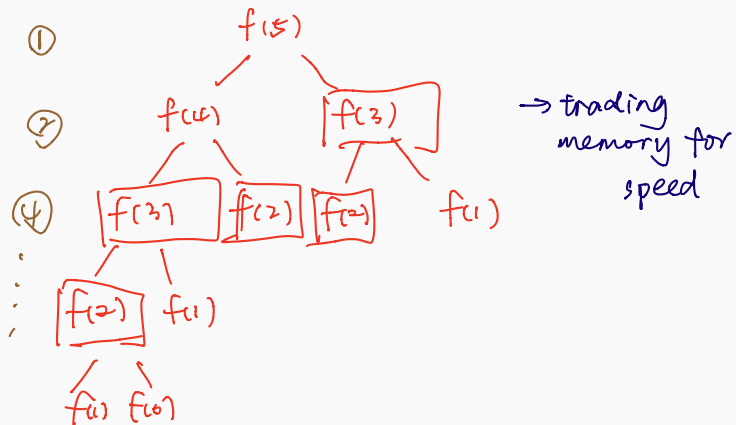 ① f(5)
② f(4) f(3) → trading
memory for
speed
④ f(3) f(2) f(2) f(1)
f(2) f(1)
f(1) f(0)